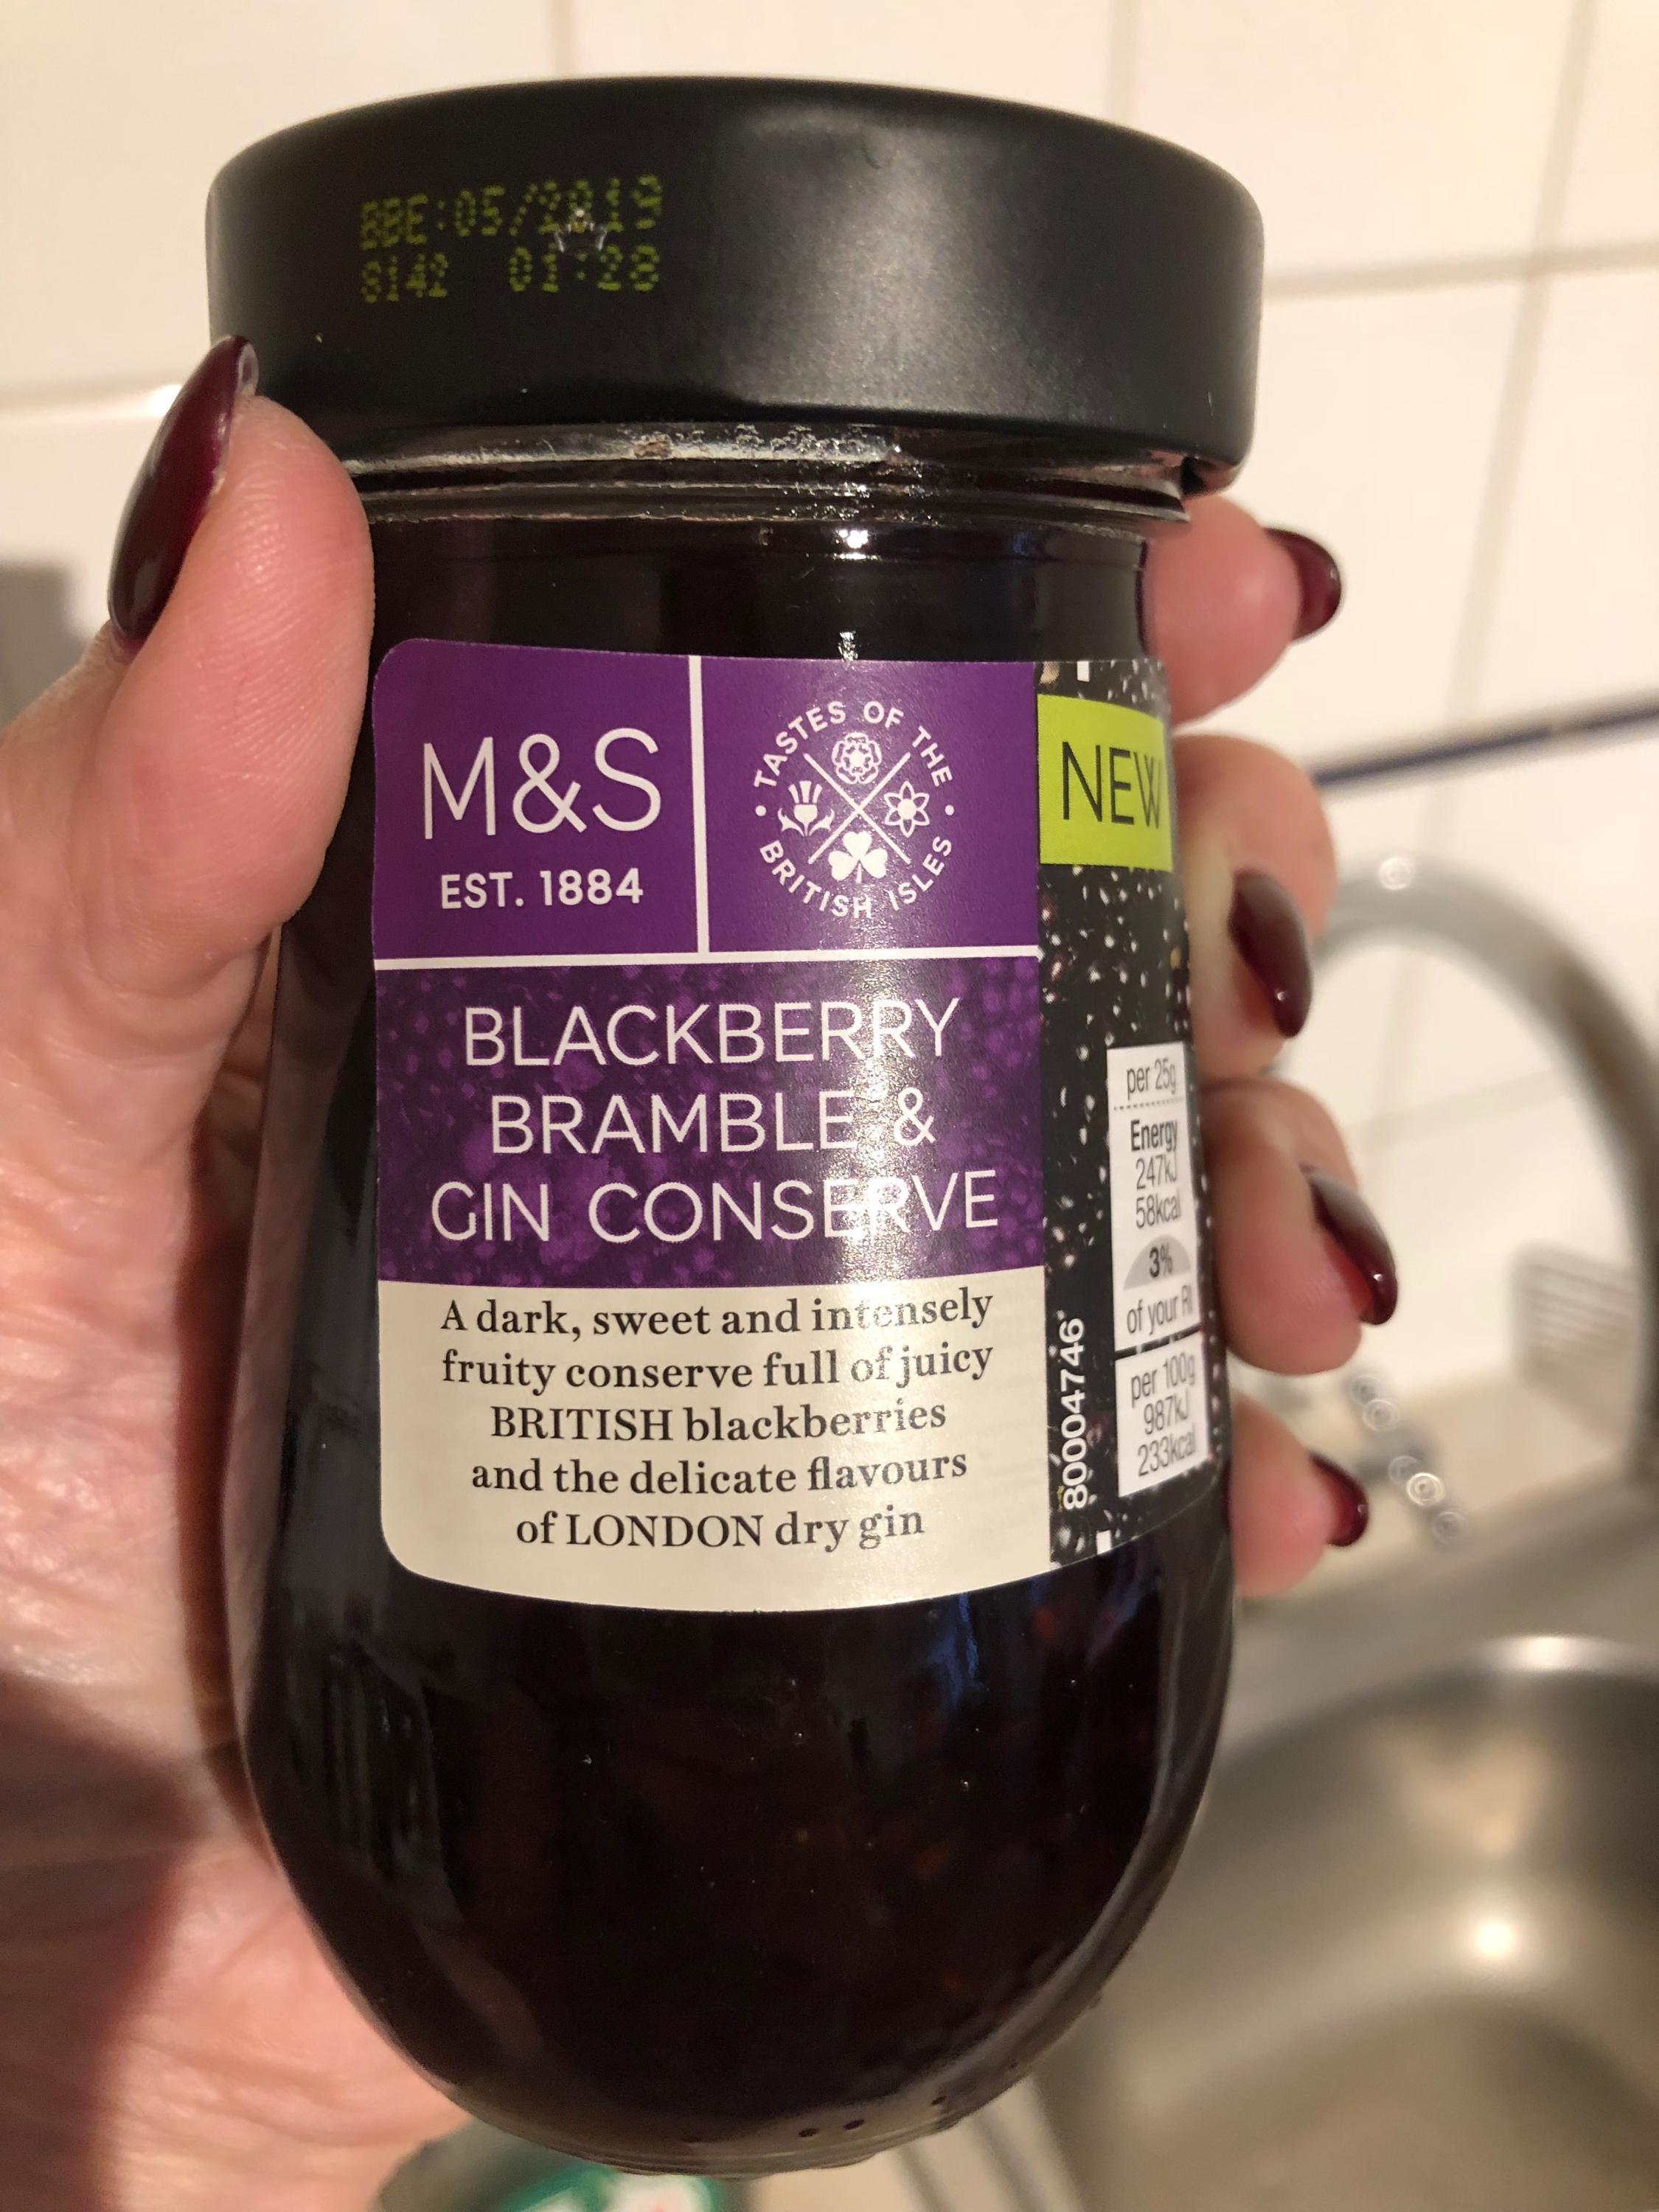 BBE:05/2019
8142 01:28
M&S
EST. 1884
TASTES OF THE
BRITISH ISLES
NEW
BLACKBERRY
BRAMBLE &
GIN CONSERVE
A dark, sweet and intensely
fruity conserve full of juicy
BRITISH blackberries
and the delicate flavours
of LONDON dry gin
80004746
per 25g
Energy
247kJ
58kcal
3%
of your RI
per 100g
987kJ
233kcal